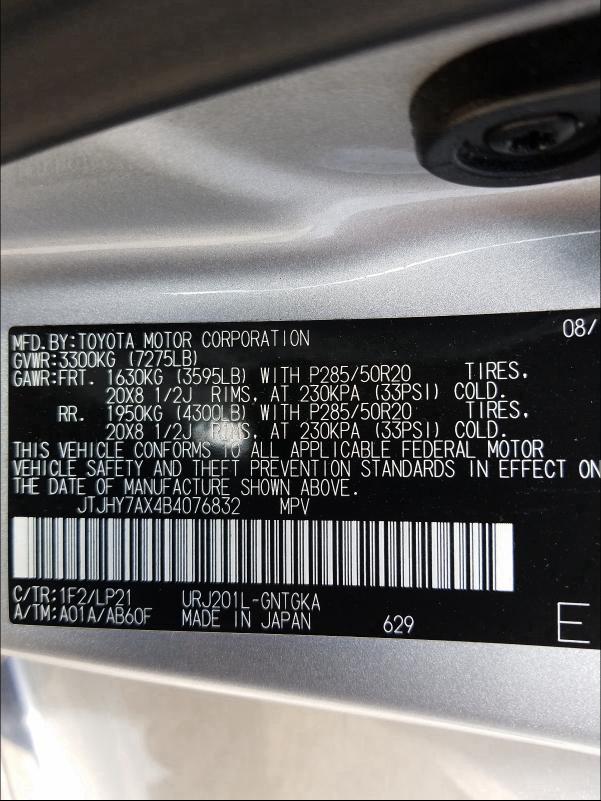 MFD.BY:TOYOTA MOTOR CORPORATION 08/
GVWR:3300KG (7275LB)
GAWR:FRT. 1630KG (3595LB) WITH P285/50R20 TIRES,
20X8 1/2J RIMS, AT 230KPA (33PSI) COLD.
RR. 1950KG (4300LB) WITH P285/50R20 TIRES,
20X8 1/2J RIMS, AT 230KPA (33PSI) COLD.
THIS VEHICLE CONFORMS TO ALL APPLICABLE FEDERAL MOTOR
VEHICLE SAFETY AND THEFT PREVENTION STANDARDS IN EFFECT ON
THE DATE OF MANUFACTURE SHOWN ABOVE.
JTJHY7AX4B4076832 MPV
C/TR:1F2/LP21 URJ201L-GNTGKA
A/TM:A01A/AB60F MADE IN JAPAN 629 E